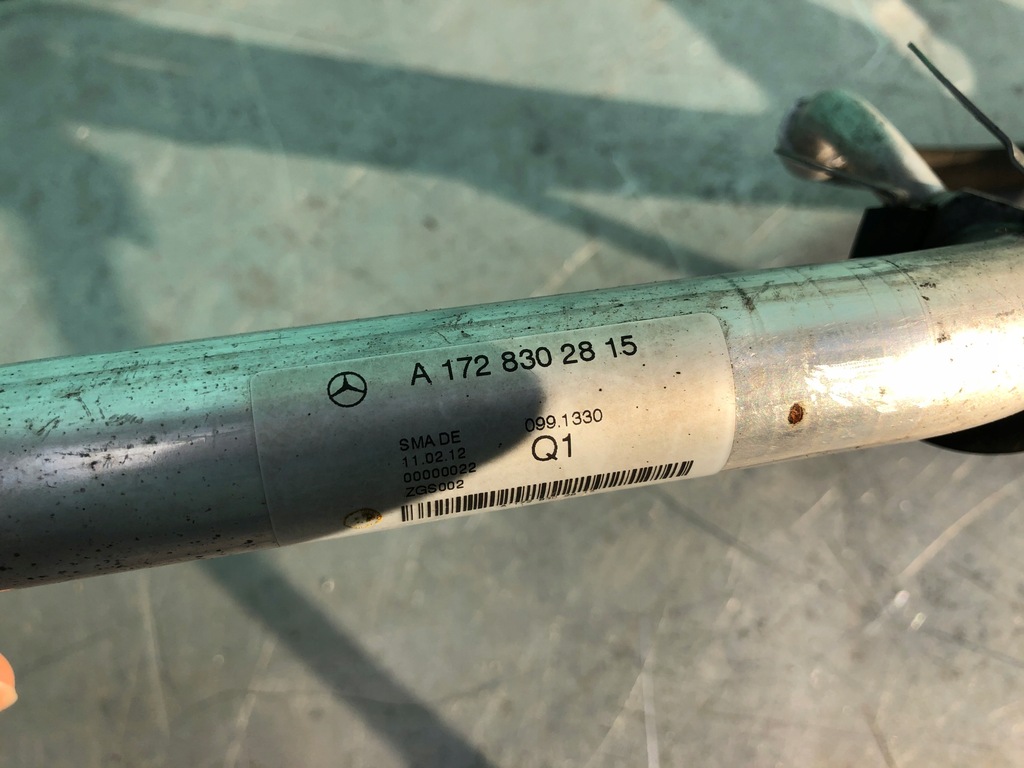 A 172 830 28 15
099.1330
Q1
SMA DE
11.02.12
00000022
ZGS002